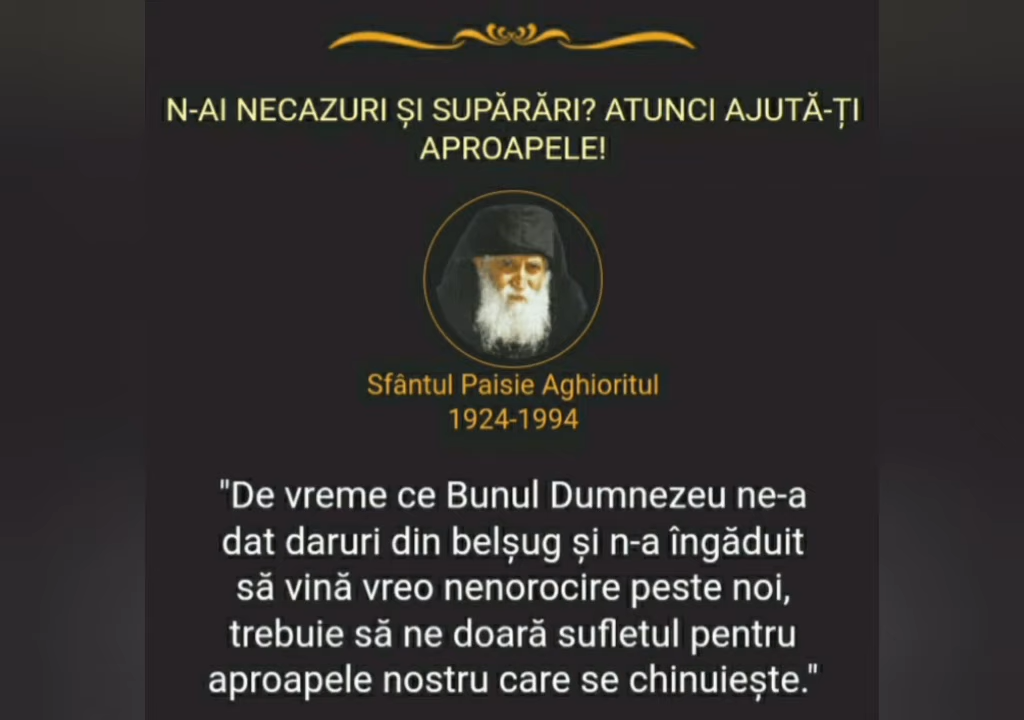 N-AI NECAZURI ȘI SUPĂRĂRI? ATUNCI AJUTĂ-ȚI
APROAPELE!
Sfântul Paisie Aghioritul
1924-1994
"De vreme ce Bunul Dumnezeu ne-a
dat daruri din belșug și n-a îngăduit
să vină vreo nenorocire peste noi,
trebuie să ne doară sufletul pentru
aproapele nostru care se chinuiește."